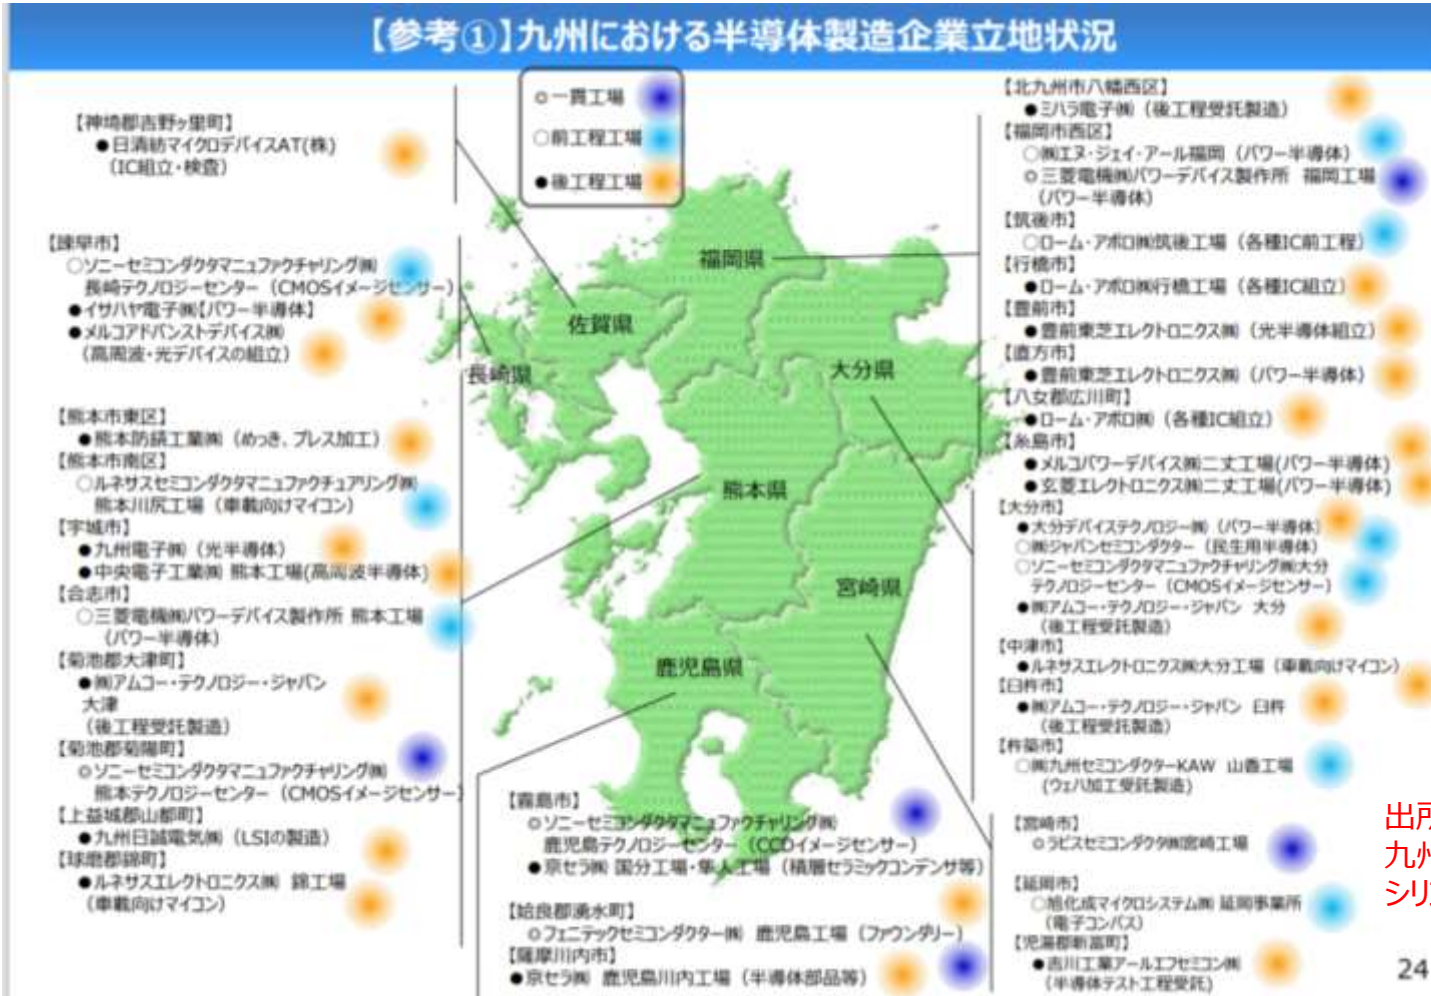 【参考①】九州における半導体製造企業立地状況
◎一貫工場
○前工程工場
●後工程工場
【神埼郡吉野ヶ里町】
●日清紡マイクロデバイスAT(株)
(IC組立・検査)
【諫早市】
○ソニーセミコンダクタマニュファクチャリング㈱
長崎テクノロジーセンター（CMOSイメージセンサー）
●イサハヤ電子㈱【パワー半導体】
●メルコアドバンストデバイス㈱
（高周波・光デバイスの組立）
【熊本市東区】
●熊本防錆工業㈱（めっき、プレス加工）
【熊本市南区】
○ルネサスセミコンダクタマニュファクチュアリング㈱
熊本川尻工場（車載向けマイコン）
【宇城市】
●九州電子㈱（光半導体）
●中央電子工業㈱ 熊本工場(高周波半導体)
【合志市】
○三菱電機㈱パワーデバイス製作所 熊本工場
（パワー半導体）
【菊池郡大津町】
●㈱アムコー・テクノロジー・ジャパン
大津
（後工程受託製造）
【菊池郡菊陽町】
◎ソニーセミコンダクタマニュファクチャリング㈱
熊本テクノロジーセンター（CMOSイメージセンサー）
【上益城郡山都町】
●九州日誠電気㈱（LSIの製造）
【球磨郡錦町】
●ルネサスエレクトロニクス㈱ 錦工場
（車載向けマイコン）
福岡県
佐賀県
長崎県
大分県
熊本県
宮崎県
鹿児島県
【霧島市】
◎ソニーセミコンダクタマニュファクチャリング㈱
鹿児島テクノロジーセンター（CCDイメージセンサー）
●京セラ㈱ 国分工場・隼人工場（積層セラミックコンデンサ等）
【姶良郡湧水町】
◎フェニテックセミコンダクター㈱ 鹿児島工場（ファウンダリー）
【薩摩川内市】
●京セラ㈱ 鹿児島川内工場（半導体部品等）
【北九州市八幡西区】
●ミハラ電子㈱（後工程受託製造）
【福岡市西区】
○㈱エヌ・ジェイ・アール福岡（パワー半導体）
◎三菱電機㈱パワーデバイス製作所 福岡工場
（パワー半導体）
【筑後市】
○ローム・アポロ㈱筑後工場（各種IC前工程）
【行橋市】
●ローム・アポロ㈱行橋工場（各種IC組立）
【豊前市】
●豊前東芝エレクトロニクス㈱（光半導体組立）
【直方市】
●豊前東芝エレクトロニクス㈱（パワー半導体）
【八女郡広川町】
●ローム・アポロ㈱（各種IC組立）
【糸島市】
●メルコパワーデバイス㈱二丈工場(パワー半導体)
●玄菱エレクトロニクス㈱二丈工場(パワー半導体)
【大分市】
●大分デバイステクノロジー㈱（パワー半導体）
○㈱ジャパンセミコンダクター（民生用半導体）
○ソニーセミコンダクタマニュファクチャリング㈱大分
テクノロジーセンター（CMOSイメージセンサー）
●㈱アムコー・テクノロジー・ジャパン 大分
（後工程受託製造）
【中津市】
●ルネサスエレクトロニクス㈱大分工場（車載向けマイコン）
【臼杵市】
●㈱アムコー・テクノロジー・ジャパン 臼杵
（後工程受託製造）
【杵築市】
○㈱九州セミコンダクターKAW 山香工場
(ウェハ加工受託製造)
【宮崎市】
◎ラピスセミコンダクタ㈱宮崎工場
【延岡市】
○旭化成マイクロシステム㈱ 延岡事業所
（電子コンパス）
【児湯郡新富町】
●吉川工業アールエフセミコン㈱
（半導体テスト工程受託）
出所
九州
シリ
24